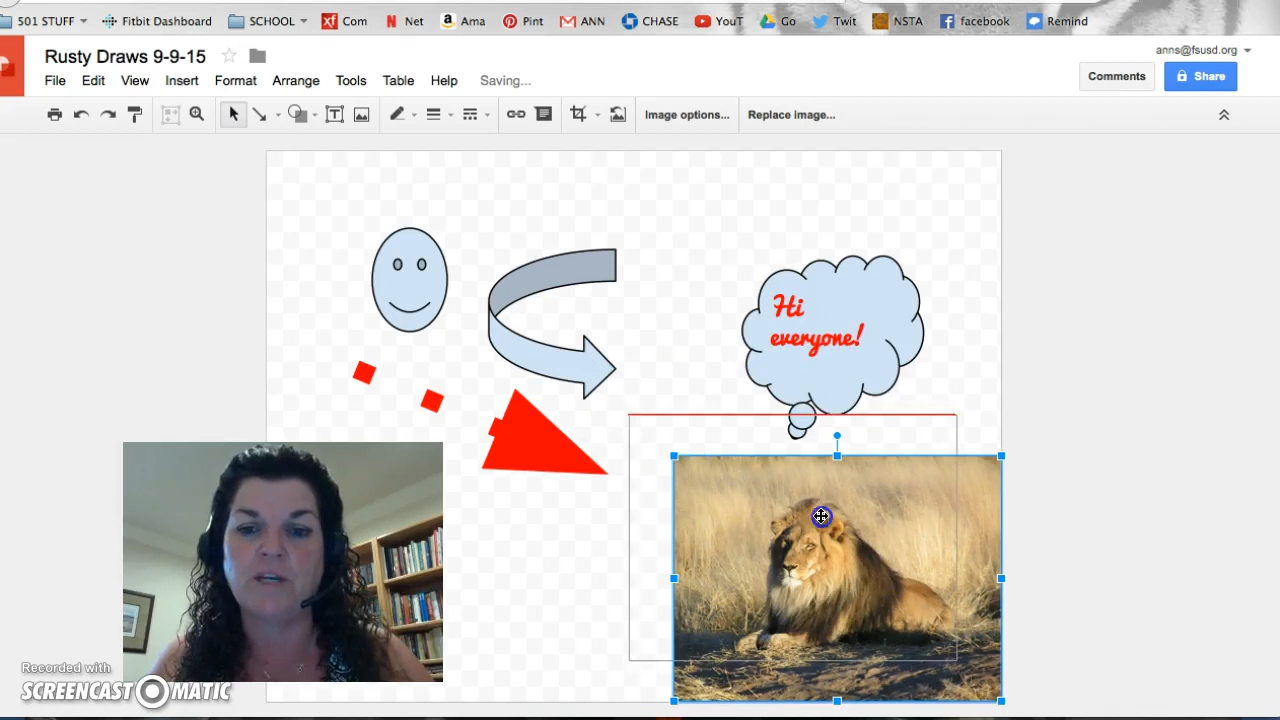 501 STUFF Fitbit Dashboard SCHOOL Com Net Ama Pint ANN CHASE YouT Go Twit NSTA facebook Remind
Rusty Draws 9-9-15
anns@fsusd.org
File Edit View Insert Format Arrange Tools Table Help Saving...
Comments Share
Image options... Replace image...
Hi
everyone!
Recorded with
SCREENCAST MATIC